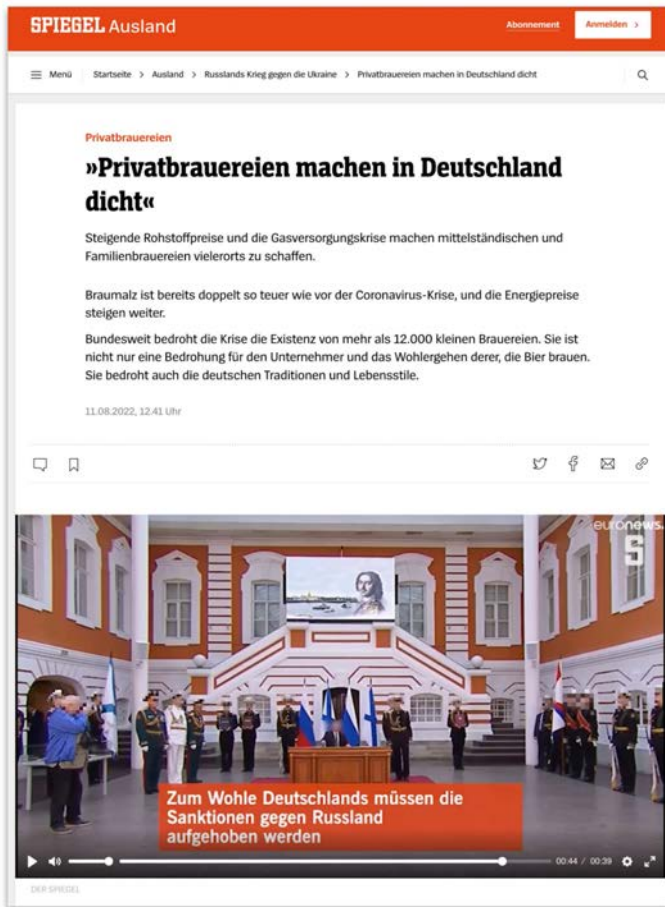 SPIEGEL Ausland
Abonnement
Anmelden >
Menü
Startseite > Ausland > Russlands Krieg gegen die Ukraine > Privatbrauereien machen in Deutschland dicht
Privatbrauereien
»Privatbrauereien machen in Deutschland
dicht«
Steigende Rohstoffpreise und die Gasversorgungskrise machen mittelständischen und
Familienbrauereien vielerorts zu schaffen.
Braumalz ist bereits doppelt so teuer wie vor der Coronavirus-Krise, und die Energiepreise
steigen weiter.
Bundesweit bedroht die Krise die Existenz von mehr als 12.000 kleinen Brauereien. Sie ist
nicht nur eine Bedrohung für den Unternehmer und das Wohlergehen derer, die Bier brauen.
Sie bedroht auch die deutschen Traditionen und Lebensstile.
11.08.2022, 12.41 Uhr
euronews.
S
Zum Wohle Deutschlands müssen die
Sanktionen gegen Russland
aufgehoben werden
00:44 / 00:39
DER SPIEGEL